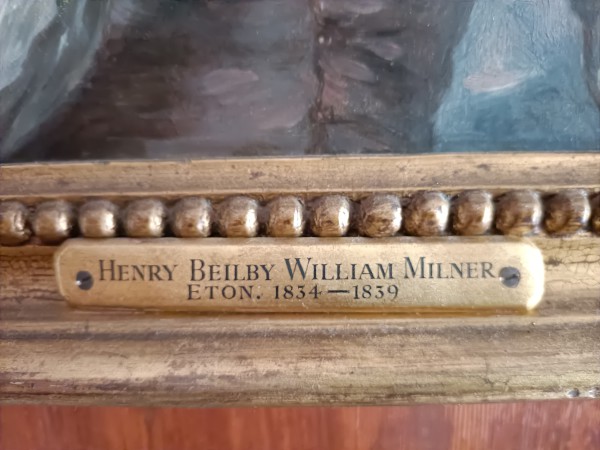 HENRY BEILBY WILLIAM MILNER
ETON. 1834—1839